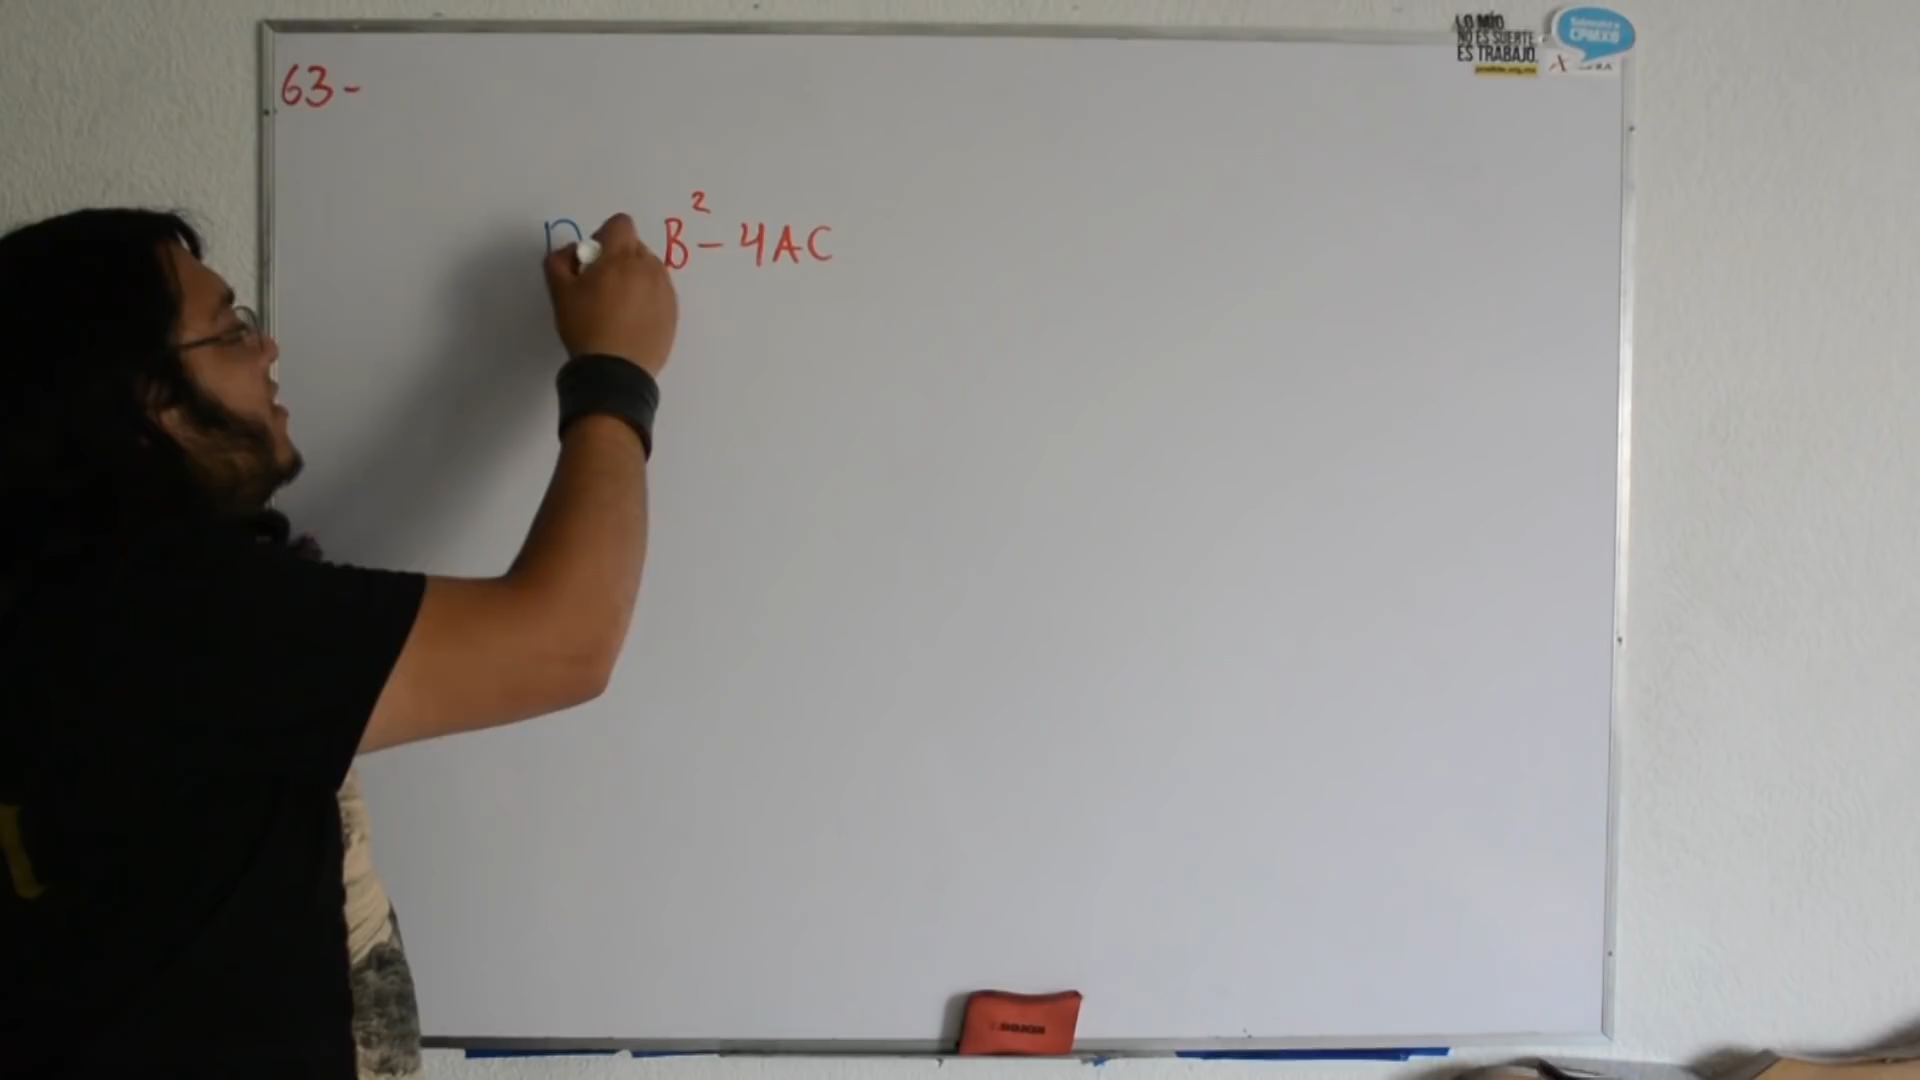 LO MÍO
NO ES SUERTE,
ES TRABAJO.
63-
D B² - 4AC